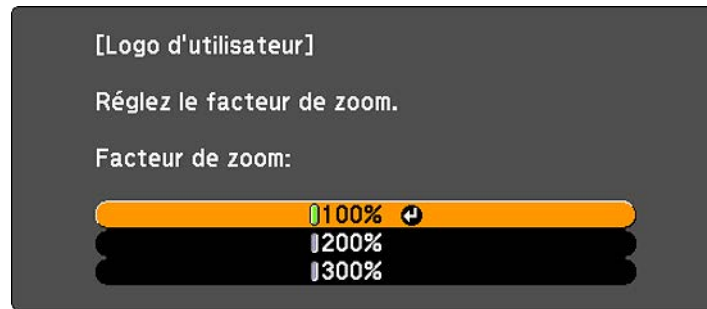 [Logo d'utilisateur]
Réglez le facteur de zoom.
Facteur de zoom:
100%
200%
300%